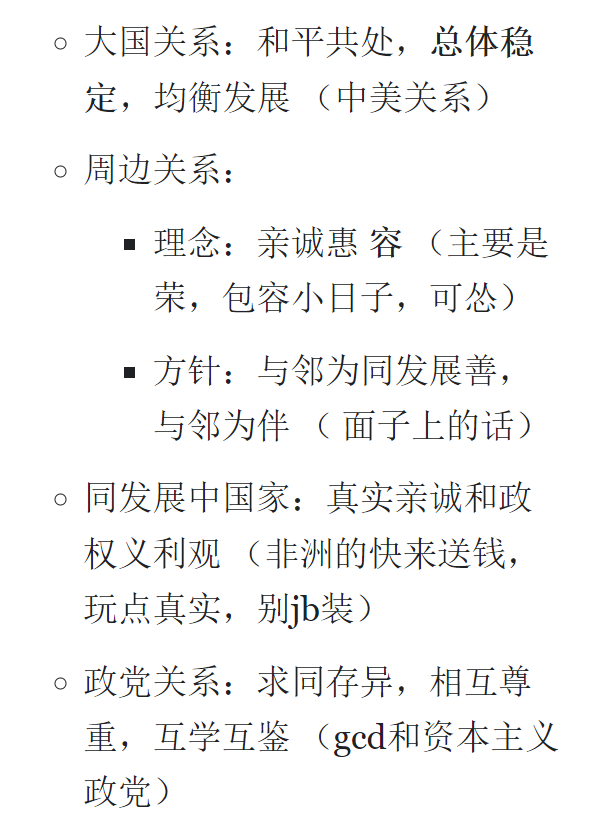 大国关系：和平共处，总体稳
定，均衡发展 （中美关系）
周边关系：
理念：亲诚惠 容 （主要是
荣，包容小日子，可怂）
方针：与邻为同发展善，
与邻为伴 （ 面子上的话）
同发展中国家：真实亲诚和政
权义利观 （非洲的快来送钱，
玩点真实，别jb装）
政党关系：求同存异，相互尊
重，互学互鉴 （gcd和资本主义
政党）